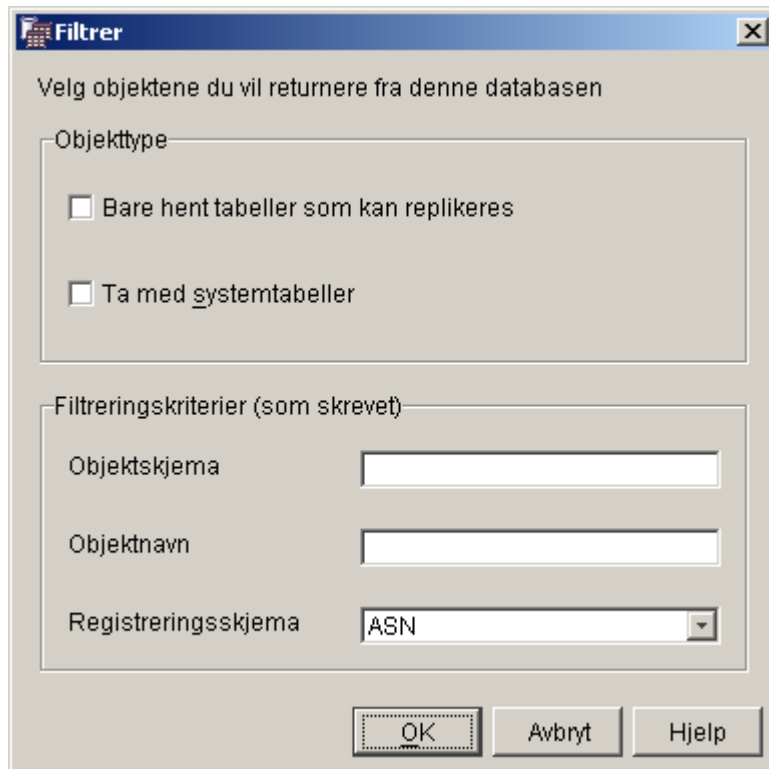 Filtrer
Velg objektene du vil returnere fra denne databasen
Objekttype
Bare hent tabeller som kan replikeres
Ta med systemtabeller
Filtreringskriterier (som skrevet)
Objektskjema
Objektnavn
Registreringsskjema ASN
OK Avbryt Hjelp